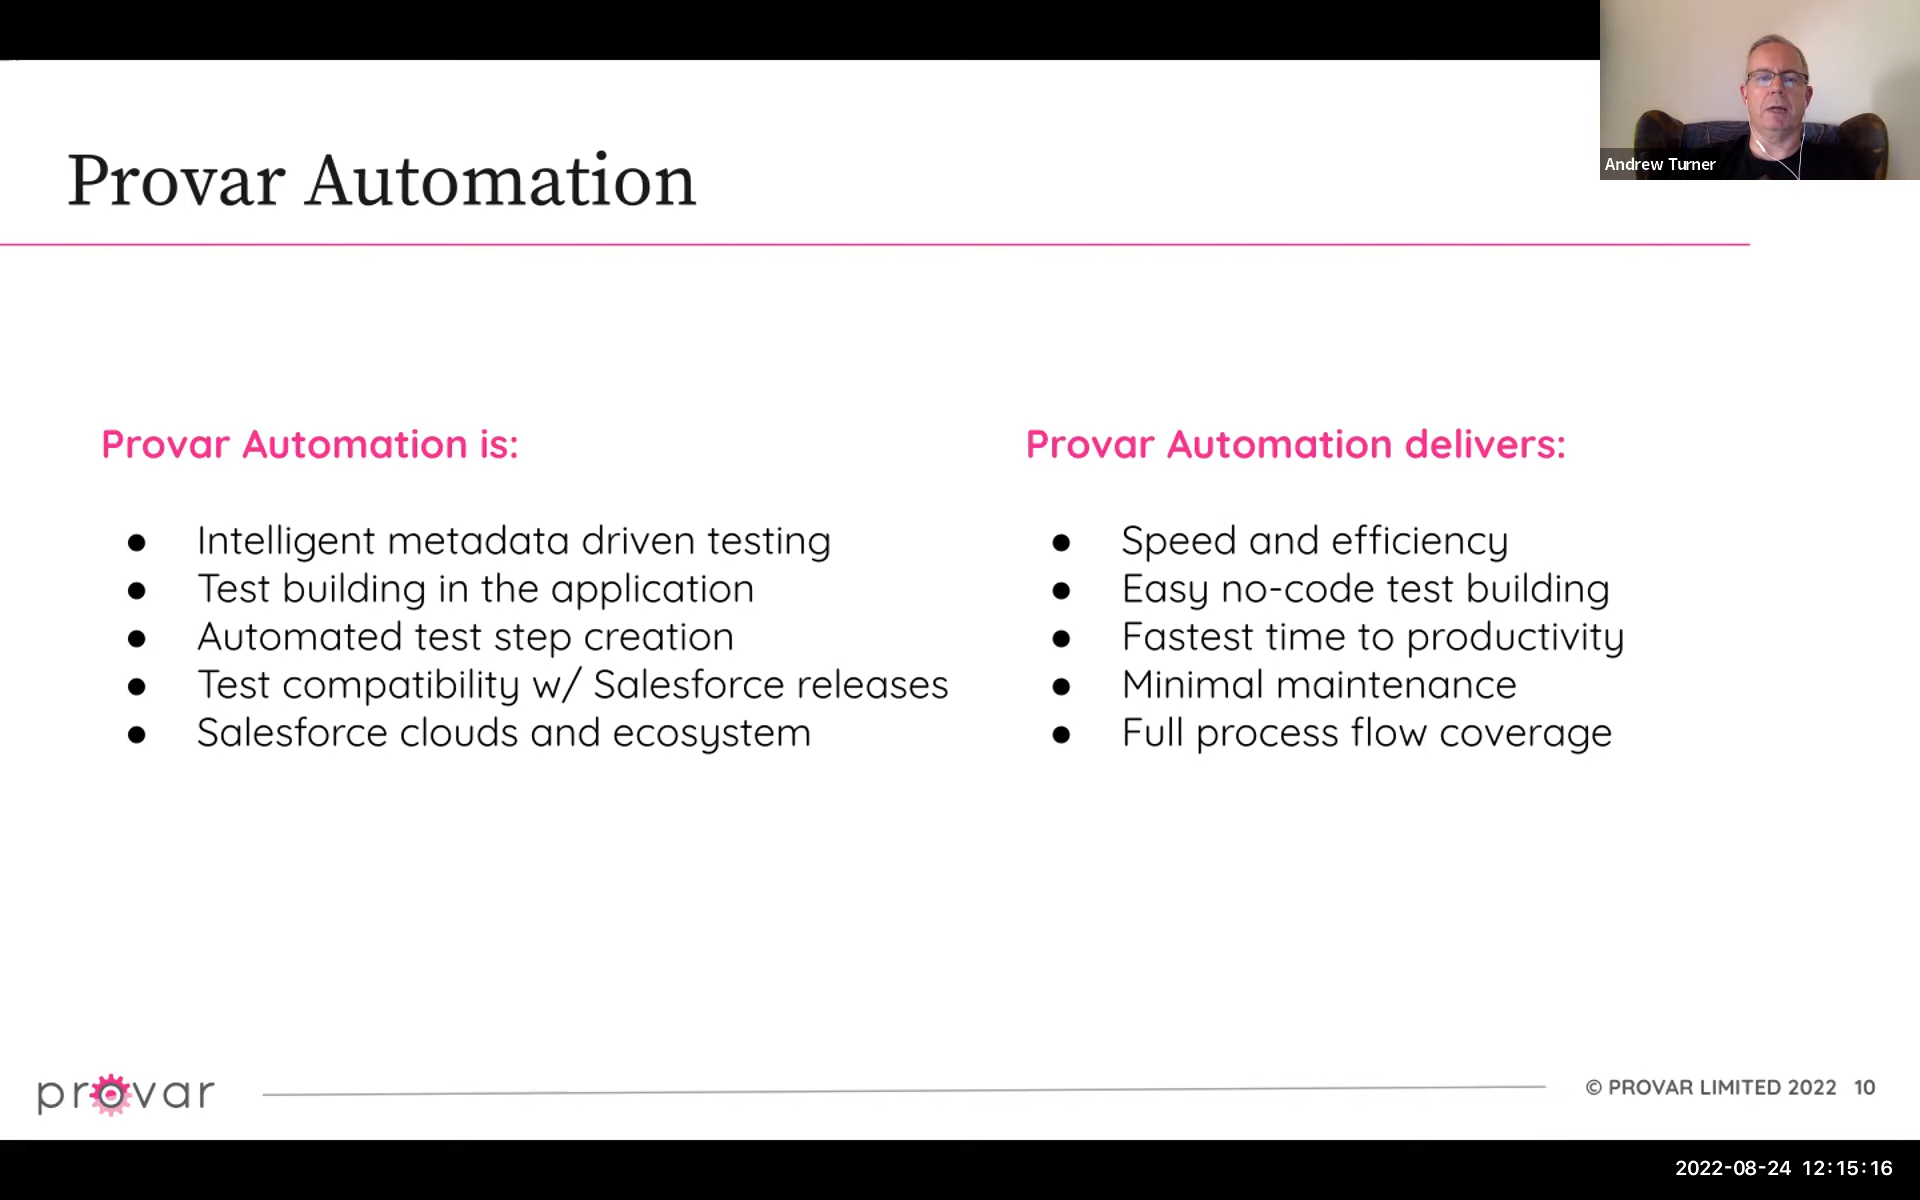 Andrew Turner
Provar Automation
Provar Automation is:
● Intelligent metadata driven testing
● Test building in the application
● Automated test step creation
● Test compatibility w/ Salesforce releases
● Salesforce clouds and ecosystem
Provar Automation delivers:
● Speed and efficiency
● Easy no-code test building
● Fastest time to productivity
● Minimal maintenance
● Full process flow coverage
provar
© PROVAR LIMITED 2022 10
2022-08-24 12:15:16